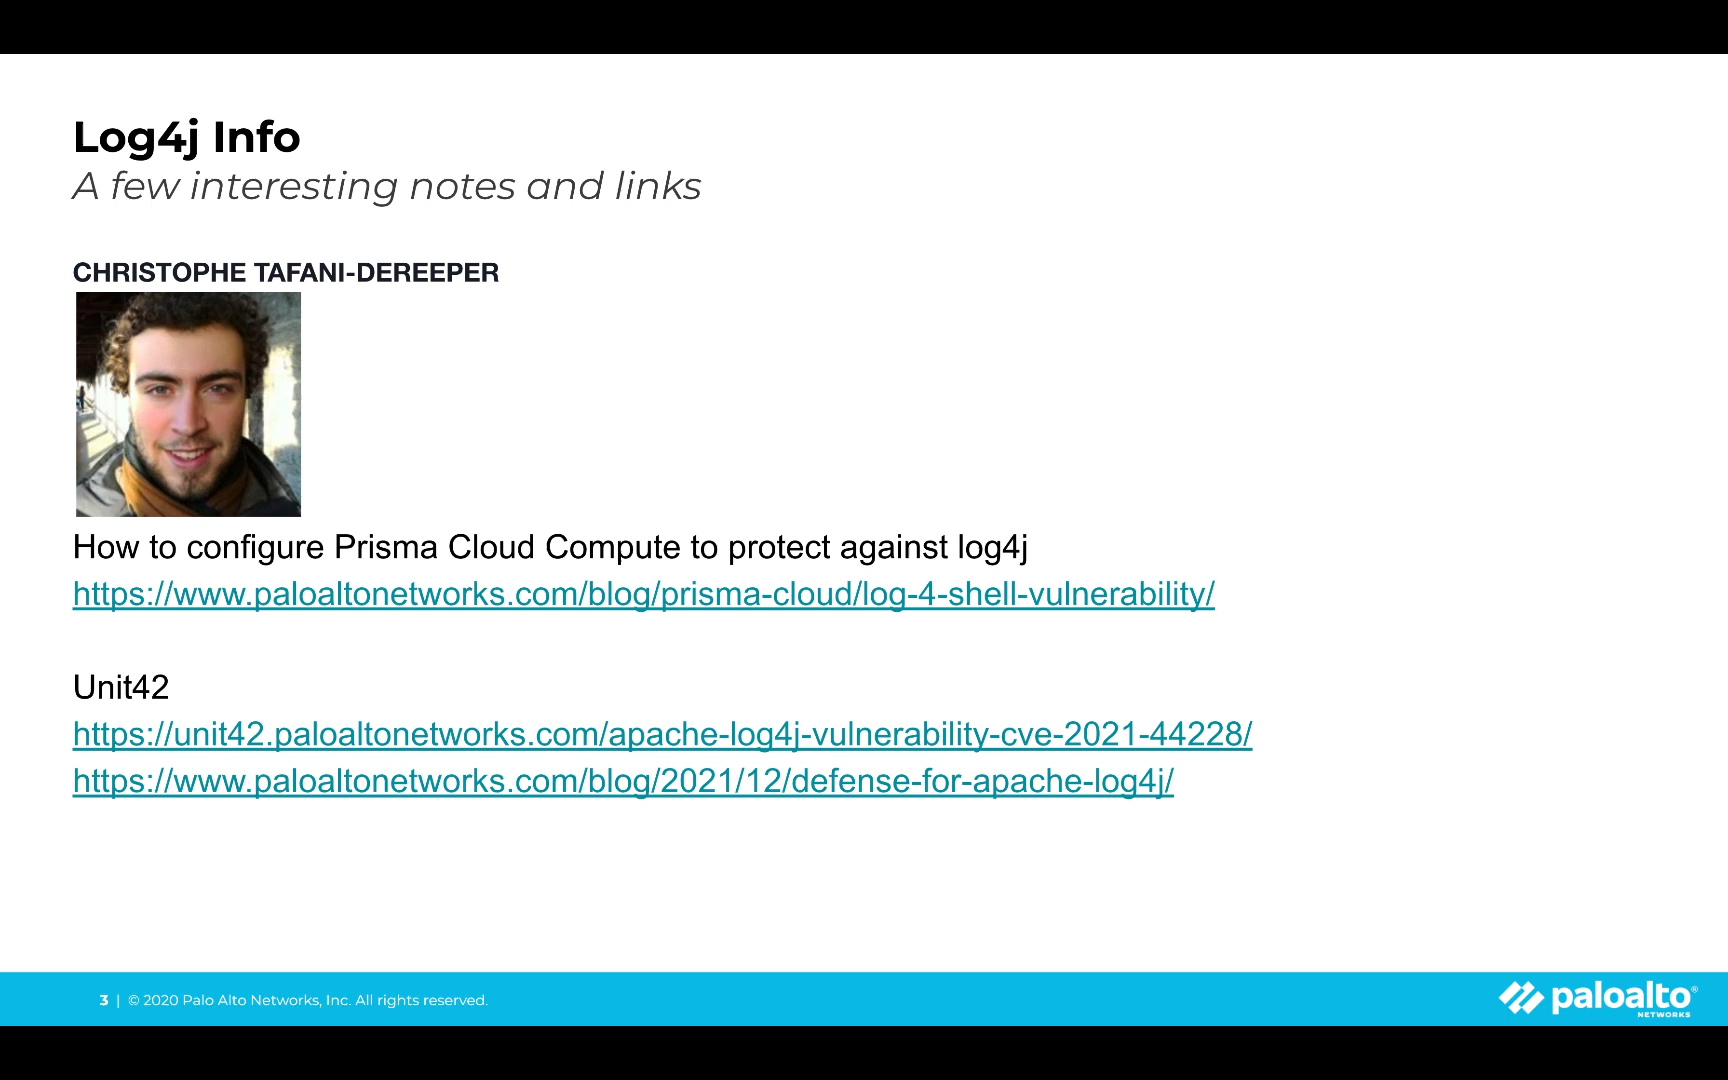 Log4j Info
A few interesting notes and links
CHRISTOPHE TAFANI-DEREEPER
How to configure Prisma Cloud Compute to protect against log4j
https://www.paloaltonetworks.com/blog/prisma-cloud/log-4-shell-vulnerability/
Unit42
https://unit42.paloaltonetworks.com/apache-log4j-vulnerability-cve-2021-44228/
https://www.paloaltonetworks.com/blog/2021/12/defense-for-apache-log4j/
3 | © 2020 Palo Alto Networks, Inc. All rights reserved.
paloalto®
NETWORKS